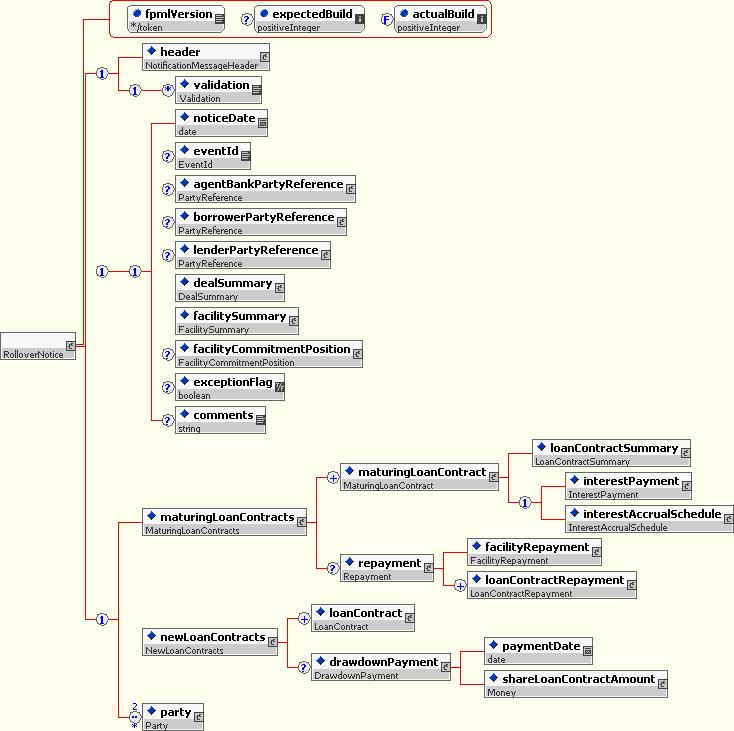 fpmlVersion
*/token
? expectedBuild
positiveInteger
F actualBuild
positiveInteger
1
header
NotificationMessageHeader
1
* validation
Validation
noticeDate
date
? eventId
EventId
? agentBankPartyReference
PartyReference
? borrowerPartyReference
PartyReference
? lenderPartyReference
PartyReference
1 1
dealSummary
DealSummary
facilitySummary
FacilitySummary
RolloverNotice
? facilityCommitmentPosition
FacilityCommitmentPosition
? exceptionFlag
boolean
? comments
string
loanContractSummary
LoanContractSummary
+ maturingLoanContract
MaturingLoanContract
1
interestPayment
InterestPayment
interestAccrualSchedule
InterestAccrualSchedule
maturingLoanContracts
MaturingLoanContracts
? repayment
Repayment
facilityRepayment
FacilityRepayment
+ loanContractRepayment
LoanContractRepayment
1
+ loanContract
LoanContract
newLoanContracts
NewLoanContracts
? drawdownPayment
DrawdownPayment
paymentDate
date
shareLoanContractAmount
Money
2
..
*
party
Party